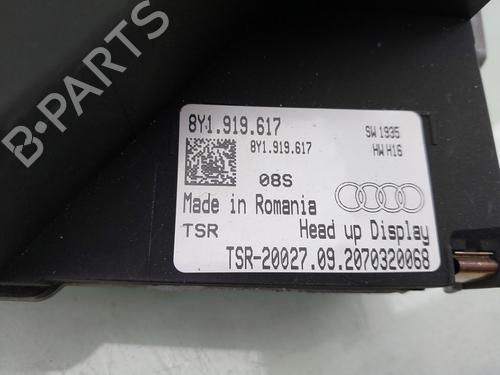 8Y1.919.617
SW 1935
8Y1.919.617
HW H16
08S
Made in Romania
TSR
Head up Display
TSR-20027.09.2070320068
B-PARTS